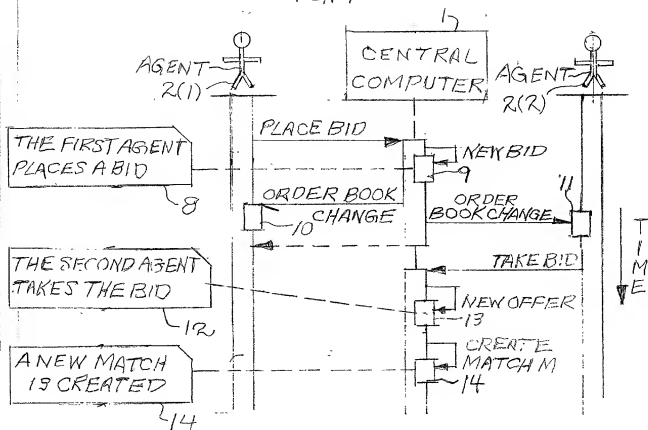 1
CENTRAL
COMPUTER
AGENT
2(1)
AGENT
2(2)
PLACE BID
THE FIRST AGENT
PLACES A BID
8
NEW BID
9
ORDER BOOK
CHANGE
10
ORDER
BOOK CHANGE
11
TIME
TAKE BID
THE SECOND AGENT
TAKES THE BID
12
NEW OFFER
13
CREATE
MATCH M
14
A NEW MATCH
IS CREATED
14